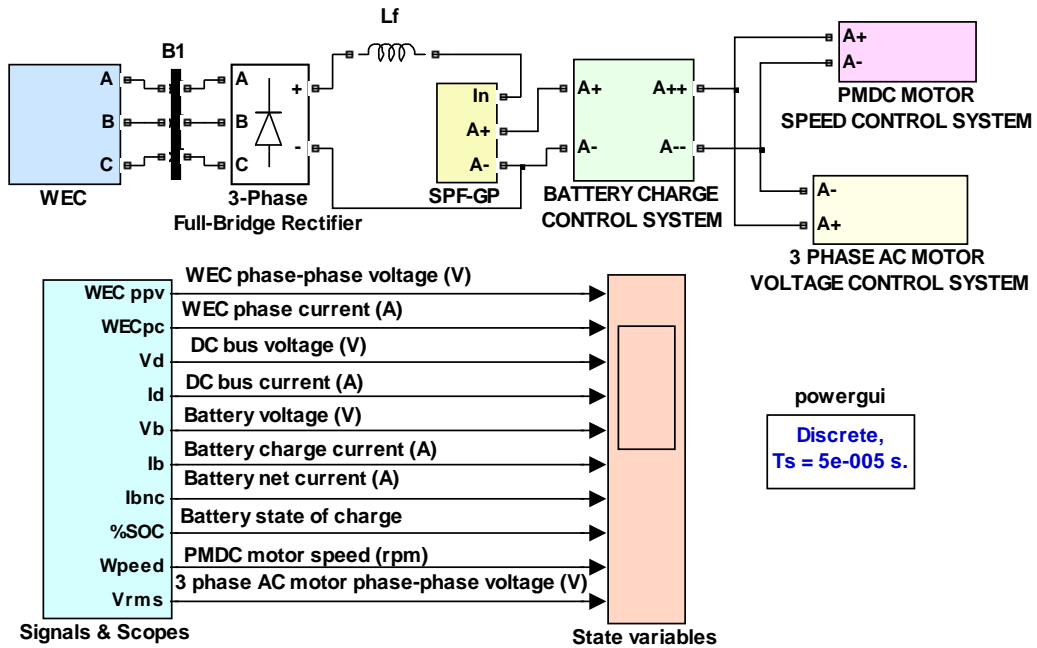 Lf
B1
A
B
C
WEC
A
B
C
+
-
3-Phase
Full-Bridge Rectifier
In
A+
A-
SPF-GP
A+
A-
A++
A--
BATTERY CHARGE
CONTROL SYSTEM
A+
A-
PMDC MOTOR
SPEED CONTROL SYSTEM
A-
A+
3 PHASE AC MOTOR
VOLTAGE CONTROL SYSTEM
WEC ppv
WECpc
Vd
Id
Vb
Ib
Ibnc
%SOC
Wpeed
Vrms
Signals & Scopes
WEC phase-phase voltage (V)
WEC phase current (A)
DC bus voltage (V)
DC bus current (A)
Battery voltage (V)
Battery charge current (A)
Battery net current (A)
Battery state of charge
PMDC motor speed (rpm)
3 phase AC motor phase-phase voltage (V)
State variables
powergui
Discrete,
Ts = 5e-005 s.